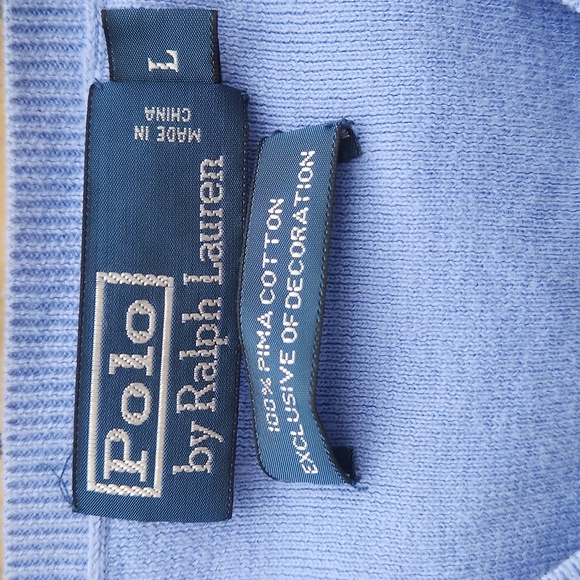 Polo
by Ralph Lauren
MADE IN
CHINA
L
100% PIMA COTTON
EXCLUSIVE OF DECORATION